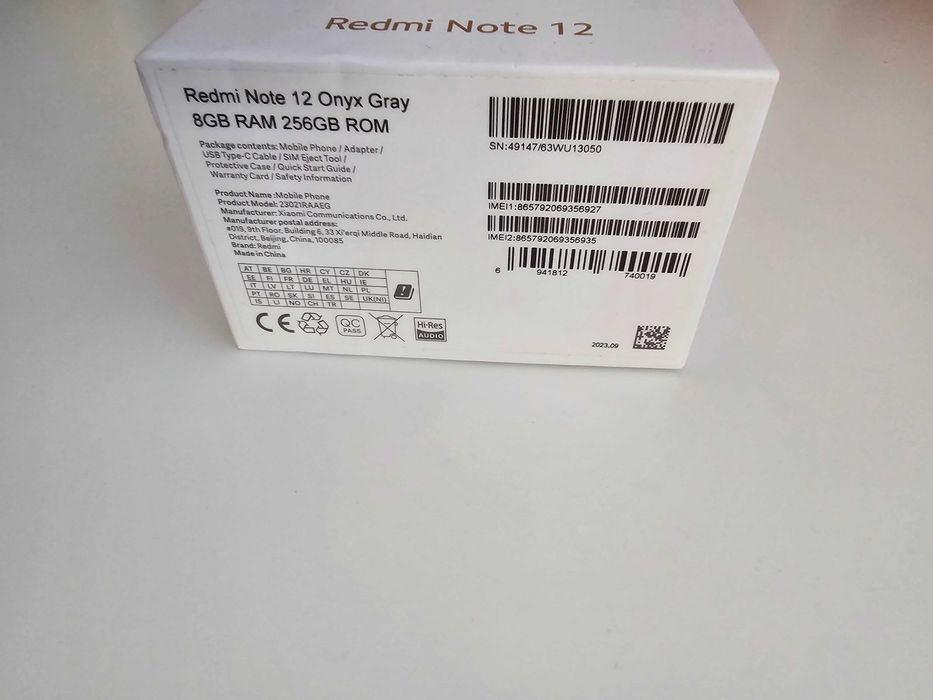 Redmi Note 12
Redmi Note 12 Onyx Gray
8GB RAM 256GB ROM
Package contents: Mobile Phone / Adapter /
USB Type-C Cable / SIM Eject Tool /
Protective Case / Quick Start Guide /
Warranty Card / Safety Information
Product Name:Mobile Phone
Product Model:23021RAAEG
Manufacturer: Xiaomi Communications Co., Ltd.
Manufacturer postal address:
#019, 9th Floor, Building 6, 33 Xi'erqi Middle Road, Haidian
District, Beijing, China, 100085
Brand: Redmi
Made in China
AT BE BG HR CY CZ DK
EE FI FR DE EL HU IE
IT LV LT LU MT NL PL
PT RO SK SI ES SE UK(NI)
IS LI NO CH TR
CE
QC
PASS
Hi-Res
AUDIO
SN:49147/63WU13050
IMEI1:865792069356927
IMEI2:865792069356935
6 941812 740019
2023.09